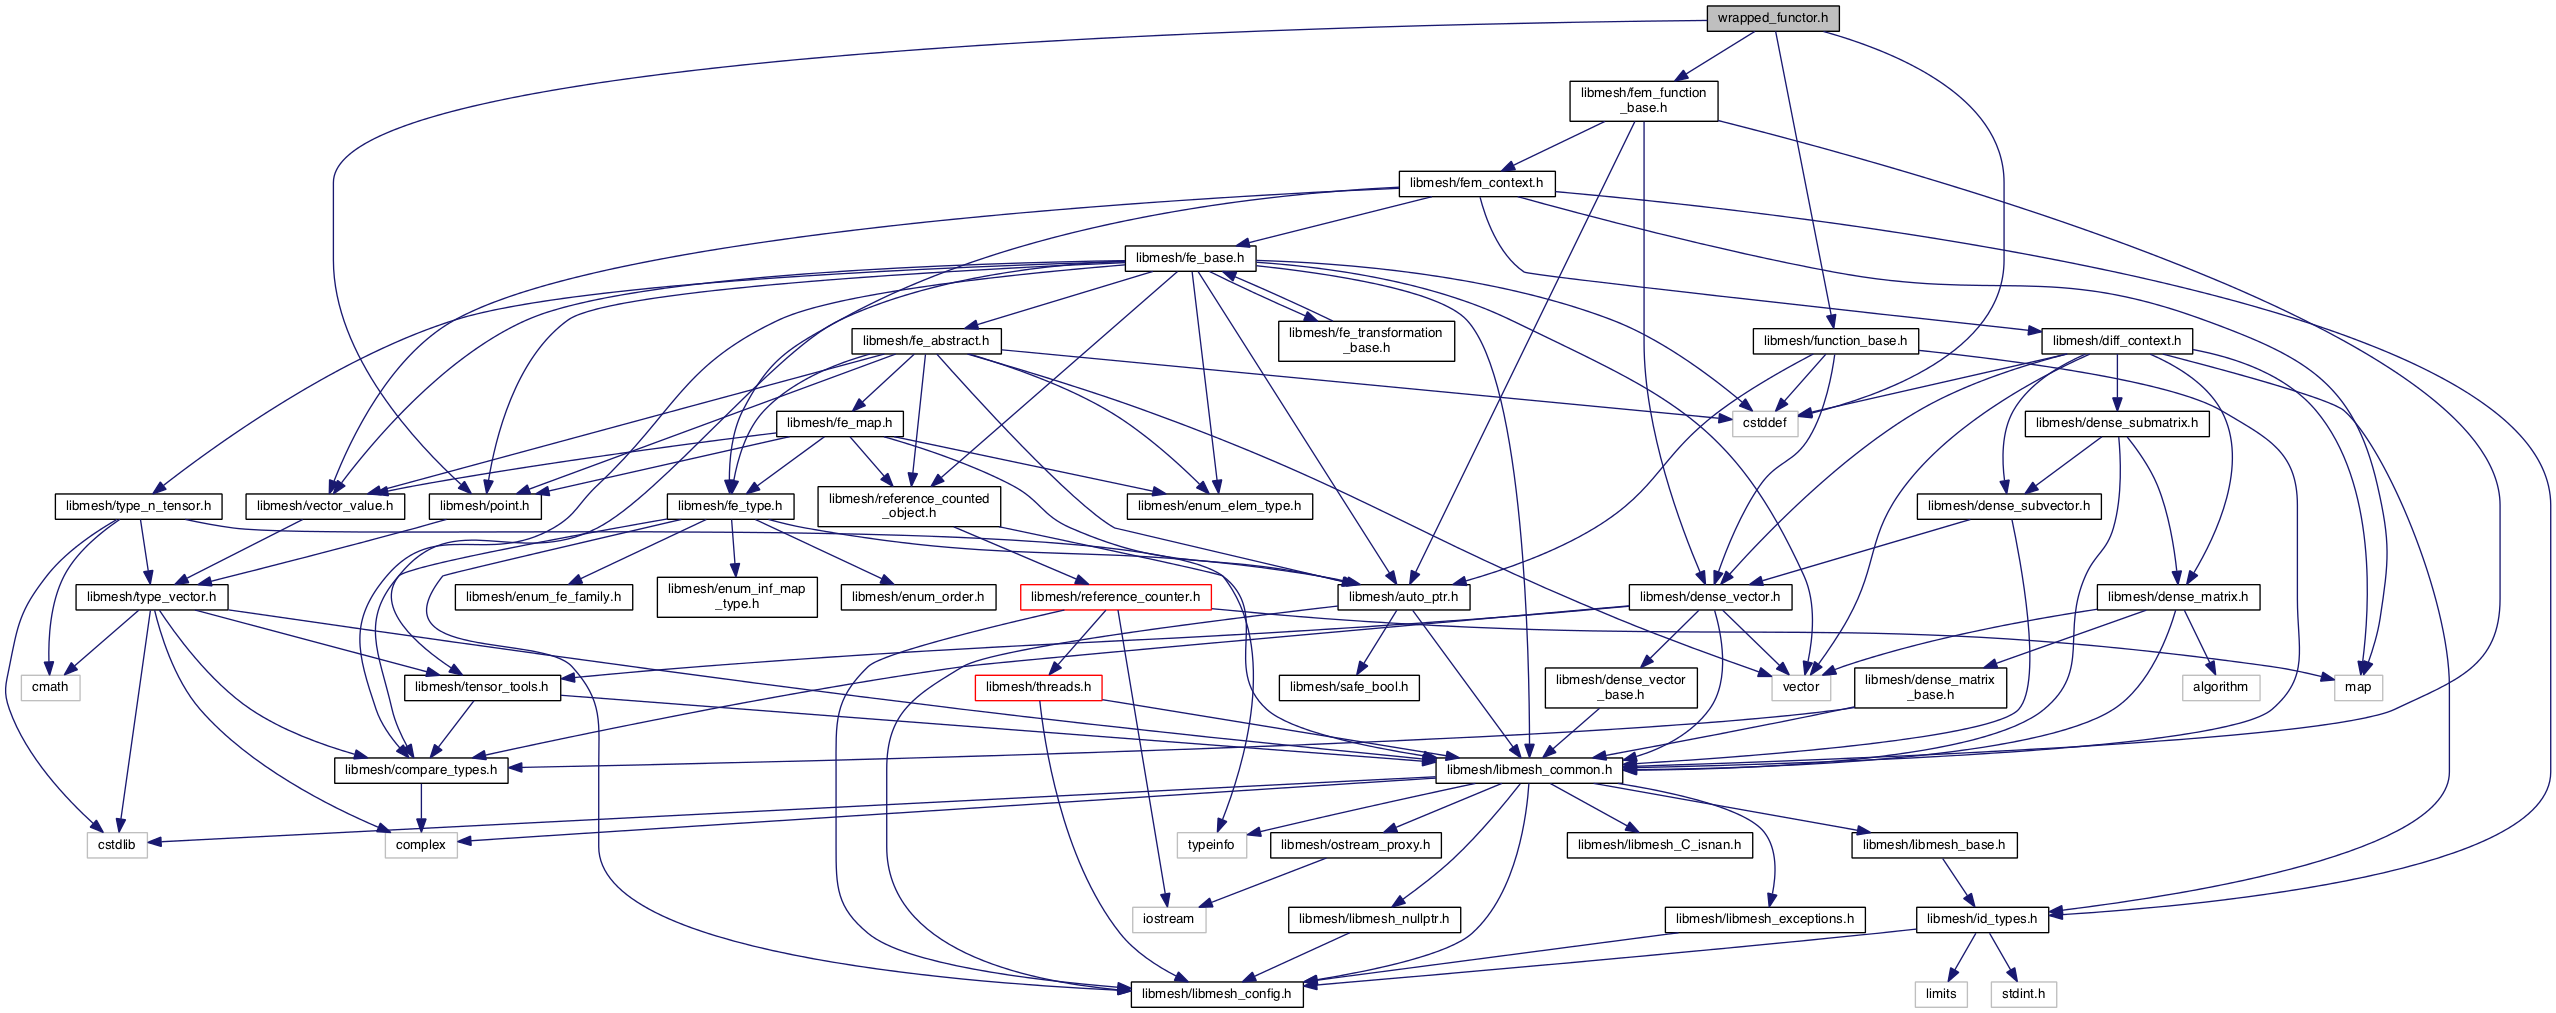 wrapped_functor.h
libmesh/fem_function
_base.h
libmesh/fem_context.h
libmesh/fe_base.h
libmesh/fe_abstract.h
libmesh/fe_transformation
_base.h
libmesh/function_base.h
libmesh/diff_context.h
libmesh/fe_map.h
cstddef
libmesh/dense_submatrix.h
libmesh/type_n_tensor.h
libmesh/vector_value.h
libmesh/point.h
libmesh/fe_type.h
libmesh/reference_counted
_object.h
libmesh/enum_elem_type.h
libmesh/dense_subvector.h
libmesh/type_vector.h
libmesh/enum_fe_family.h
libmesh/enum_inf_map
_type.h
libmesh/enum_order.h
libmesh/reference_counter.h
libmesh/auto_ptr.h
libmesh/dense_vector.h
libmesh/dense_matrix.h
cmath
libmesh/tensor_tools.h
libmesh/threads.h
libmesh/safe_bool.h
libmesh/dense_vector
_base.h
vector
libmesh/dense_matrix
_base.h
algorithm
map
libmesh/compare_types.h
libmesh/libmesh_common.h
cstdlib
complex
typeinfo
libmesh/ostream_proxy.h
libmesh/libmesh_C_isnan.h
libmesh/libmesh_base.h
iostream
libmesh/libmesh_nullptr.h
libmesh/libmesh_exceptions.h
libmesh/id_types.h
libmesh/libmesh_config.h
limits
stdint.h